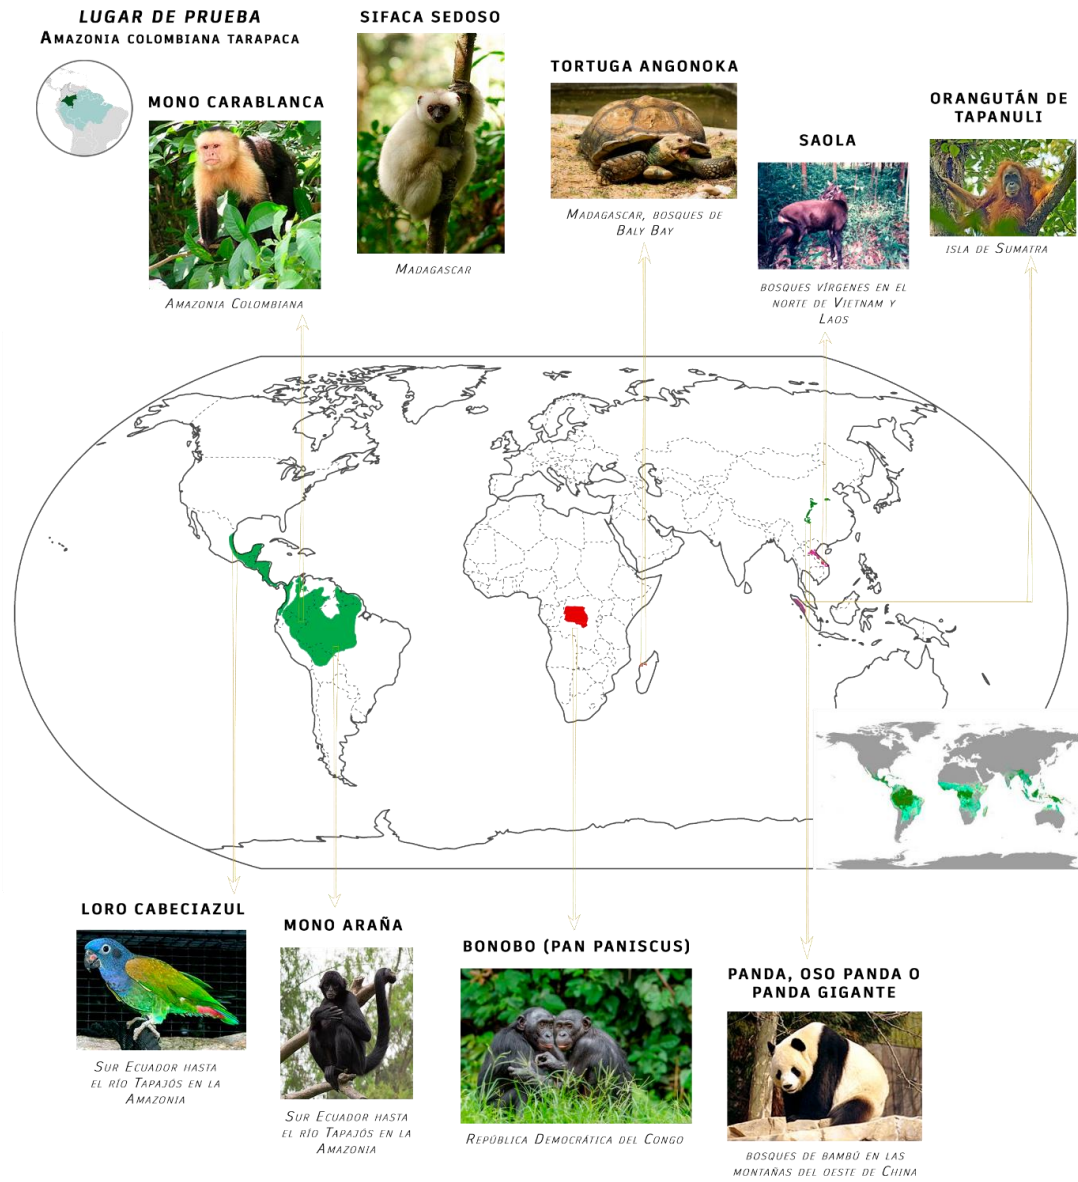 LUGAR DE PRUEBA
AMAZONIA COLOMBIANA TARAPACA
SIFACA SEDOSO
MADAGASCAR
MONO CARABLANCA
AMAZONIA COLOMBIANA
TORTUGA ANGONOKA
MADAGASCAR, BOSQUES DE
BALY BAY
SAOLA
BOSQUES VÍRGENES EN EL
NORTE DE VIETNAM Y
LAOS
ORANGUTÁN DE
TAPANULI
ISLA DE SUMATRA
LORO CABECIAZUL
SUR ECUADOR HASTA
EL RÍO TAPAJÓS EN LA
AMAZONIA
MONO ARAÑA
SUR ECUADOR HASTA
EL RÍO TAPAJÓS EN LA
AMAZONIA
BONOBO (PAN PANISCUS)
REPÚBLICA DEMOCRÁTICA DEL CONGO
PANDA, OSO PANDA O
PANDA GIGANTE
BOSQUES DE BAMBÚ EN LAS
MONTAÑAS DEL OESTE DE CHINA